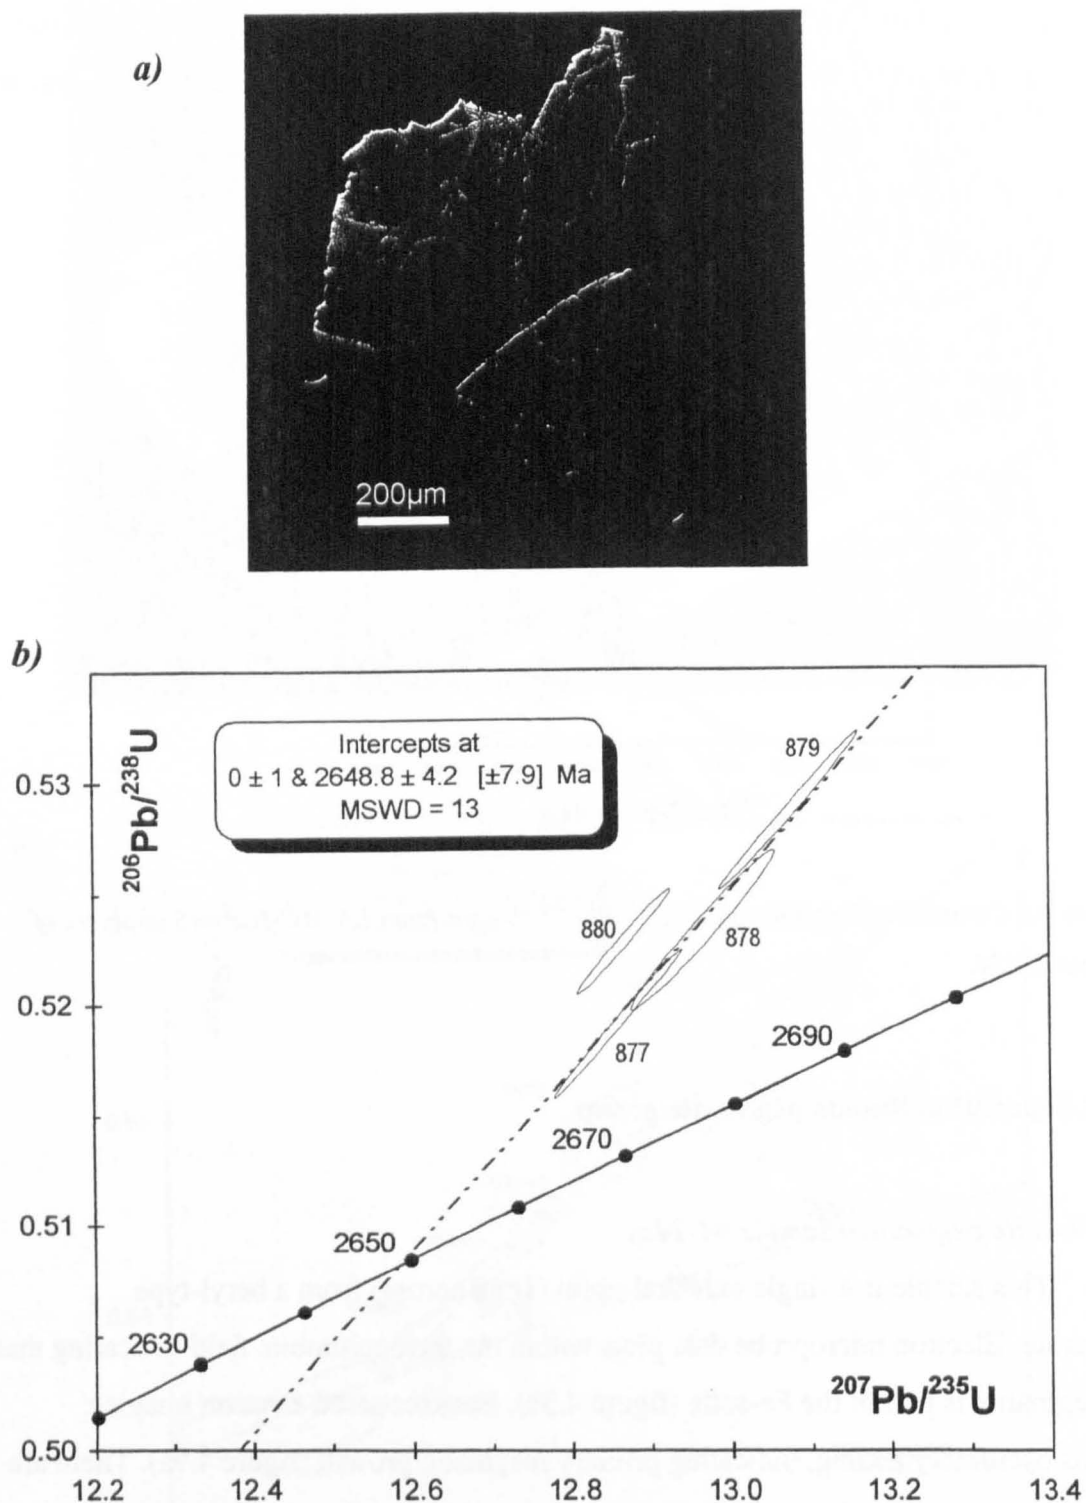 a)
200µm
b)
²⁰⁶Pb/²³⁸U
²⁰⁷Pb/²³⁵U
Intercepts at
0 ± 1 & 2648.8 ± 4.2 [±7.9] Ma
MSWD = 13
879
880
878
877
2690
2670
2650
2630
0.53
0.52
0.51
0.50
12.2 12.4 12.6 12.8 13.0 13.2 13.4